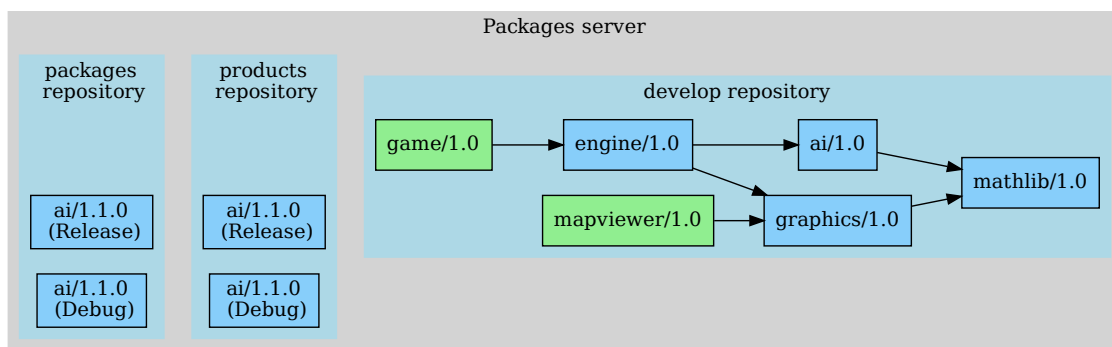 Packages server
packages
repository
ai/1.1.0
(Release)
ai/1.1.0
(Debug)
products
repository
ai/1.1.0
(Release)
ai/1.1.0
(Debug)
develop repository
game/1.0
engine/1.0
ai/1.0
mathlib/1.0
mapviewer/1.0
graphics/1.0